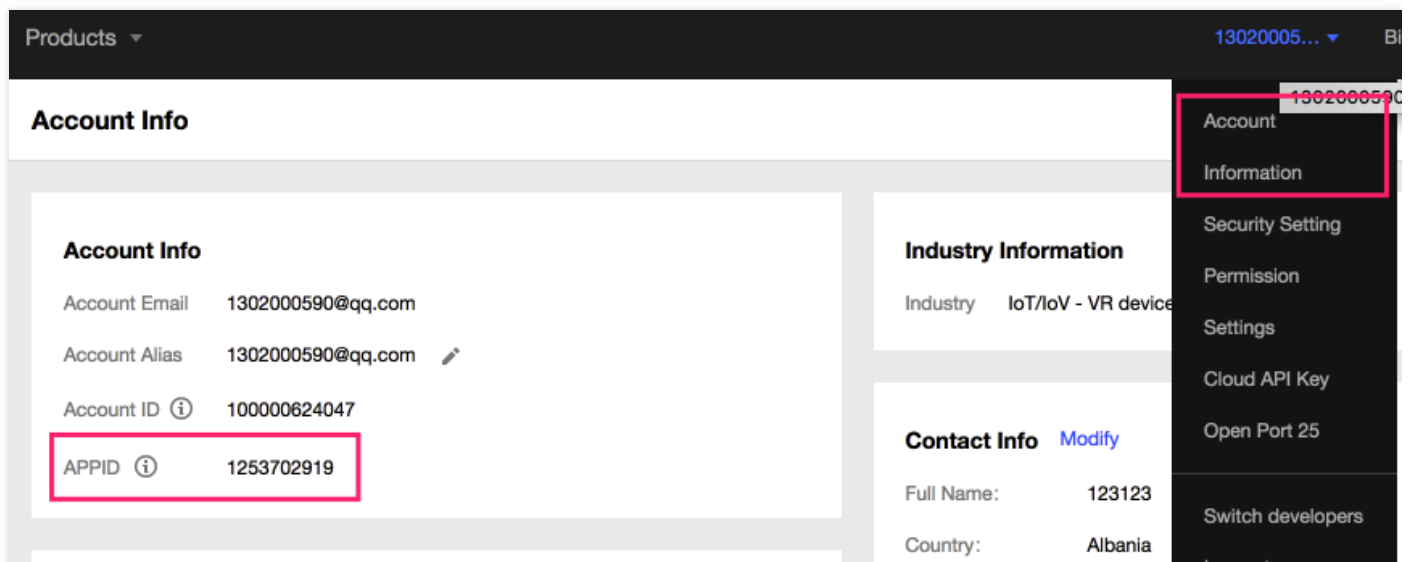 Products
13020005...
Bi
1302000590
Account Info
Account
Information
Security Setting
Permission
Settings
Cloud API Key
Open Port 25
Switch developers
Account Info
Account Email 1302000590@qq.com
Account Alias 1302000590@qq.com
Account ID 100000624047
APPID 1253702919
Industry Information
Industry IoT/IoV - VR device
Contact Info Modify
Full Name: 123123
Country: Albania